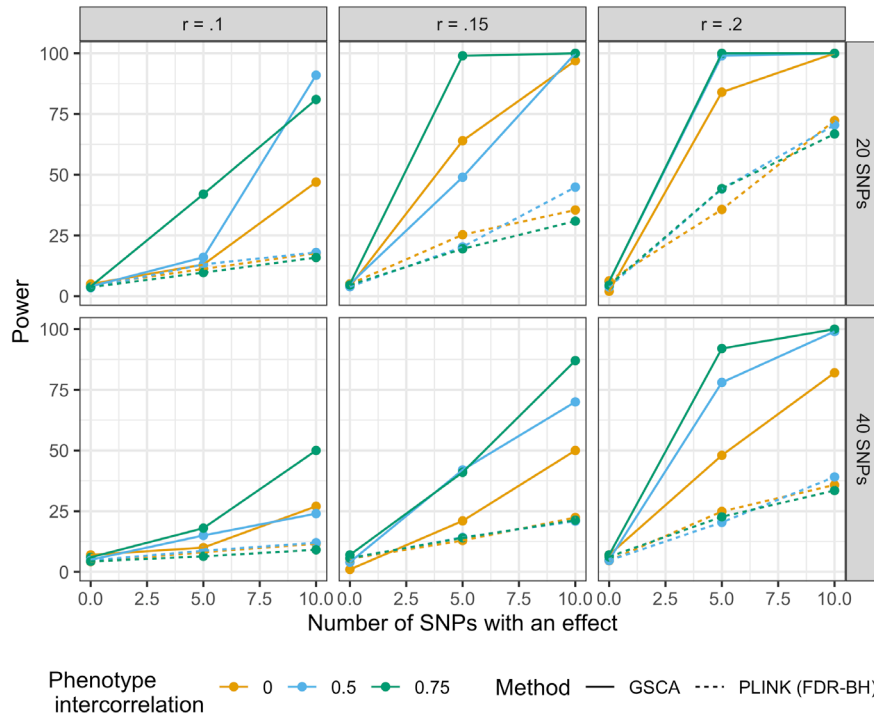 r = .1
r = .15
r = .2
100
75
50
25
0
20 SNPs
Power
100
75
50
25
0
40 SNPs
0.0 2.5 5.0 7.5 10.0
0.0 2.5 5.0 7.5 10.0
0.0 2.5 5.0 7.5 10.0
Number of SNPs with an effect
Phenotype
intercorrelation
0
0.5
0.75
Method
GSCA
PLINK (FDR-BH)